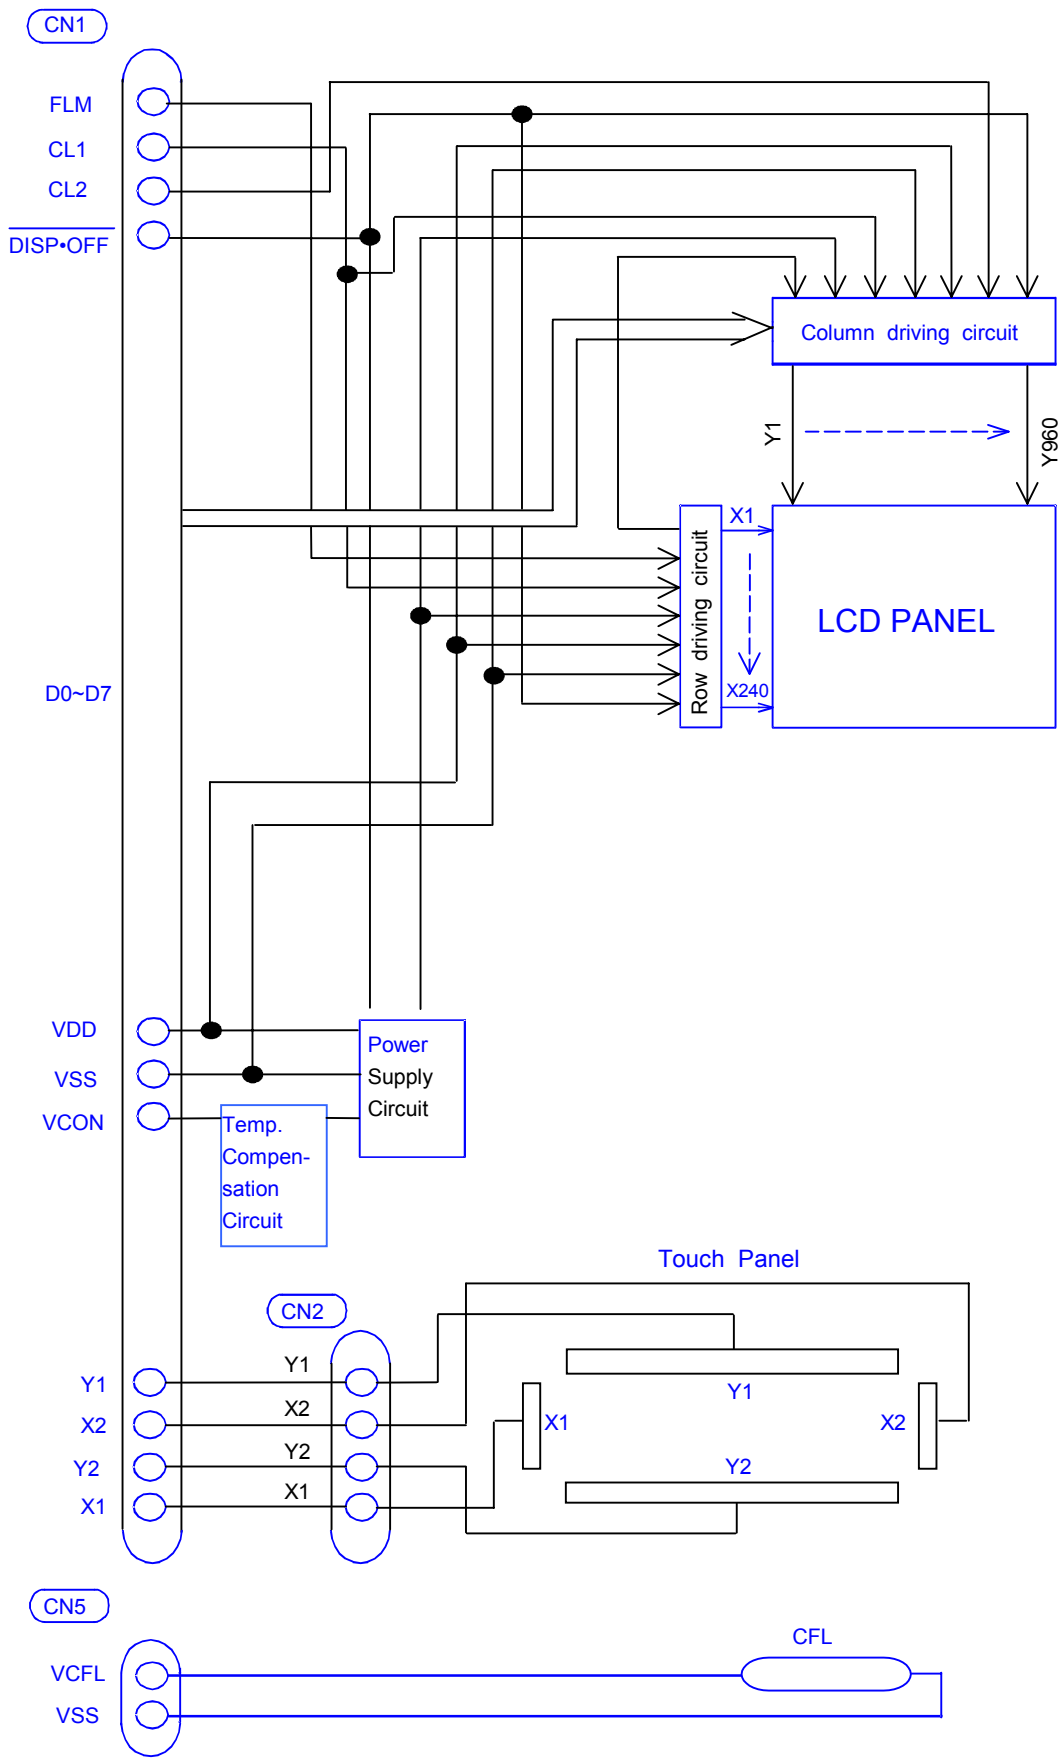 CN1
FLM
CL1
CL2
DISP•OFF
Column driving circuit
Y1
Y960
X1
Row driving circuit
LCD PANEL
X240
D0~D7
VDD
VSS
VCON
Power
Supply
Circuit
Temp.
Compen-
sation
Circuit
Touch Panel
CN2
Y1
X2
Y2
X1
Y1
X2
Y2
X1
Y1
X1
X2
Y2
CN5
VCFL
VSS
CFL